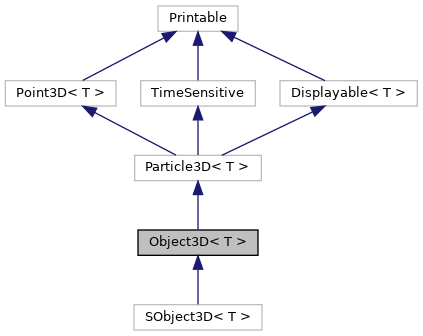 Printable
Point3D< T >
TimeSensitive
Displayable< T >
Particle3D< T >
Object3D< T >
SObject3D< T >